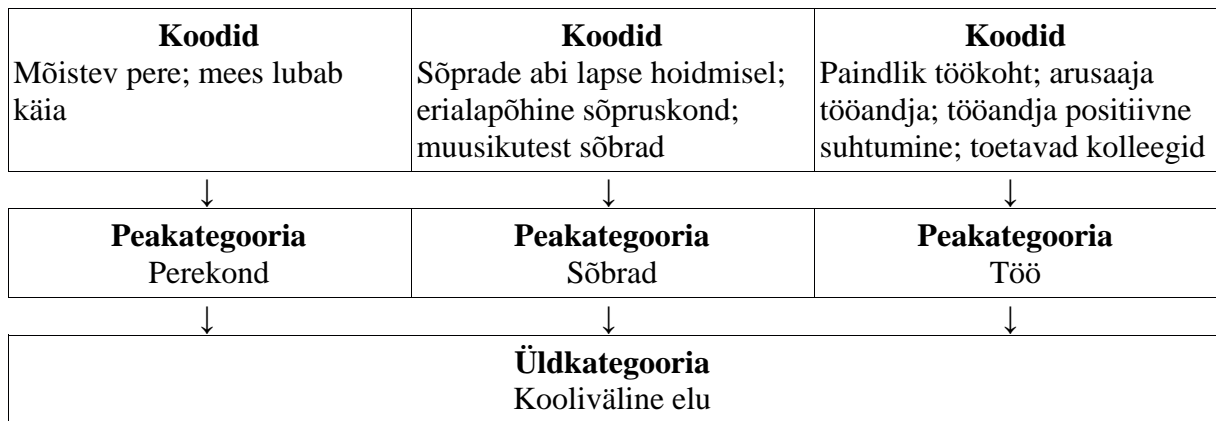 Koodid
Mõistev pere; mees lubab
käia
Koodid
Sõprade abi lapse hoidmisel;
erialapõhine sõpruskond;
muusikutest sõbrad
Koodid
Paindlik töökoht; arusaaja
tööandja; tööandja positiivne
suhtumine; toetavad kolleegid
↓ ↓ ↓
Peakategooria
Perekond
Peakategooria
Sõbrad
Peakategooria
Töö
↓ ↓ ↓
Üldkategooria
Kooliväline elu